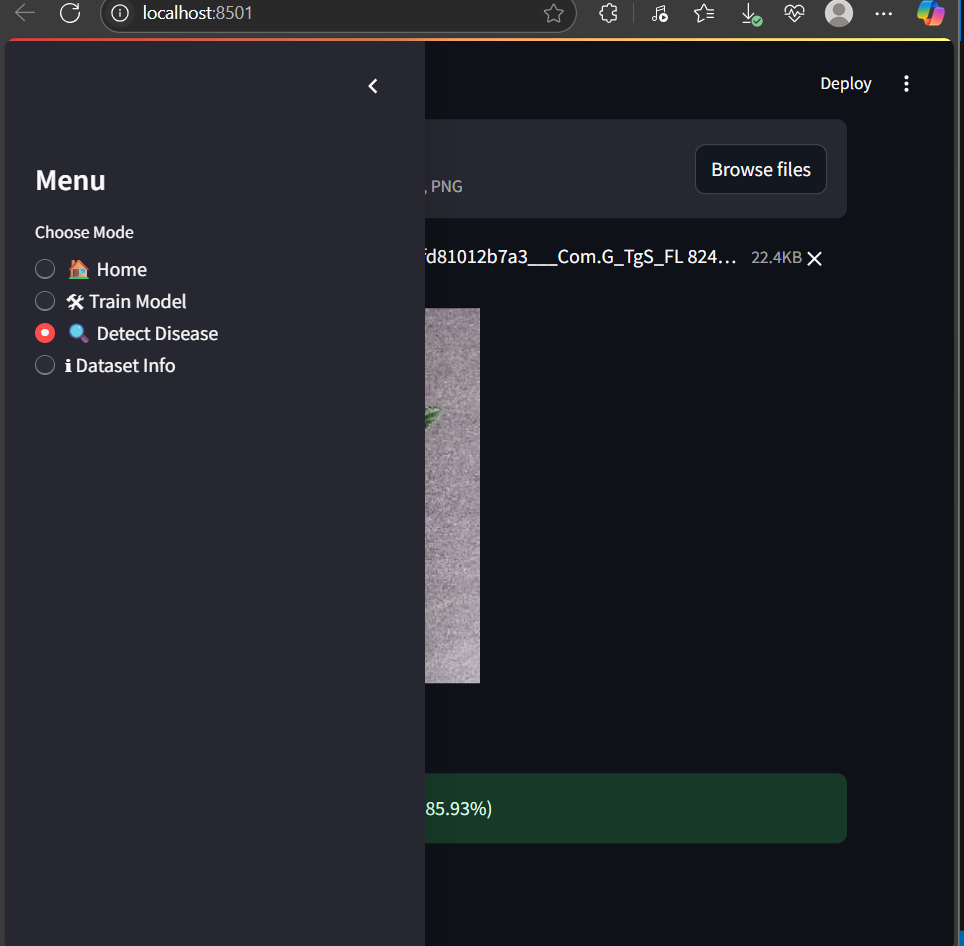 localhost:8501
Deploy
Menu
Choose Mode
Home
Train Model
Detect Disease
ℹ Dataset Info
, PNG
Browse files
fd81012b7a3___Com.G_TgS_FL 824... 22.4KB
85.93%)